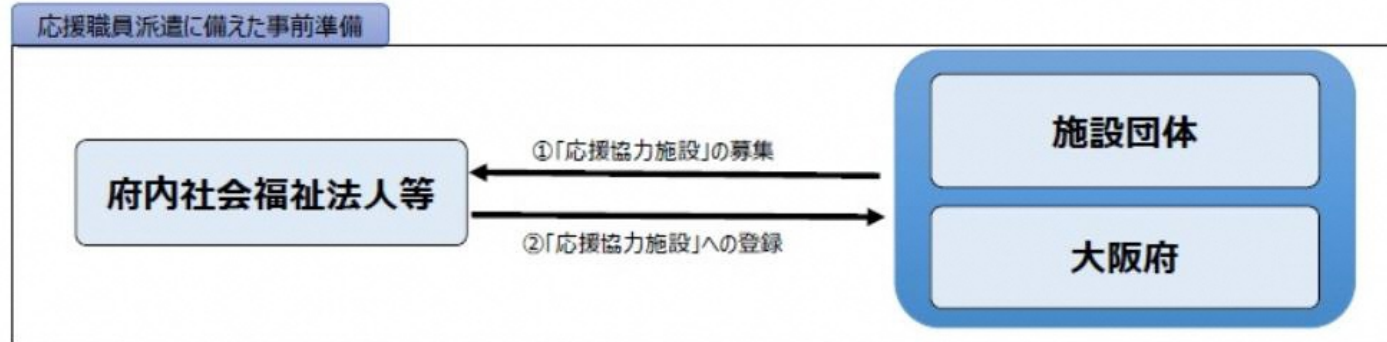 応援職員派遣に備えた事前準備
施設団体
①「応援協力施設」の募集
府内社会福祉法人等
②「応援協力施設」への登録
大阪府